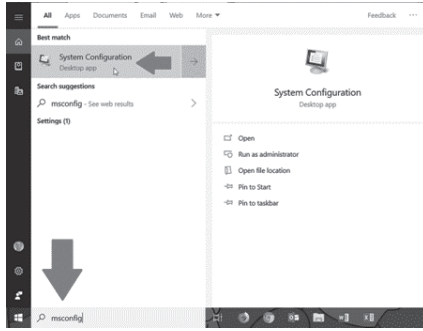 All Apps Documents Email Web More Feedback ...
Best match
System Configuration
Desktop app
Search suggestions
msconfig - See web results
Settings (1)
System Configuration
Desktop app
Open
Run as administrator
Open file location
Pin to Start
Pin to taskbar
msconfig